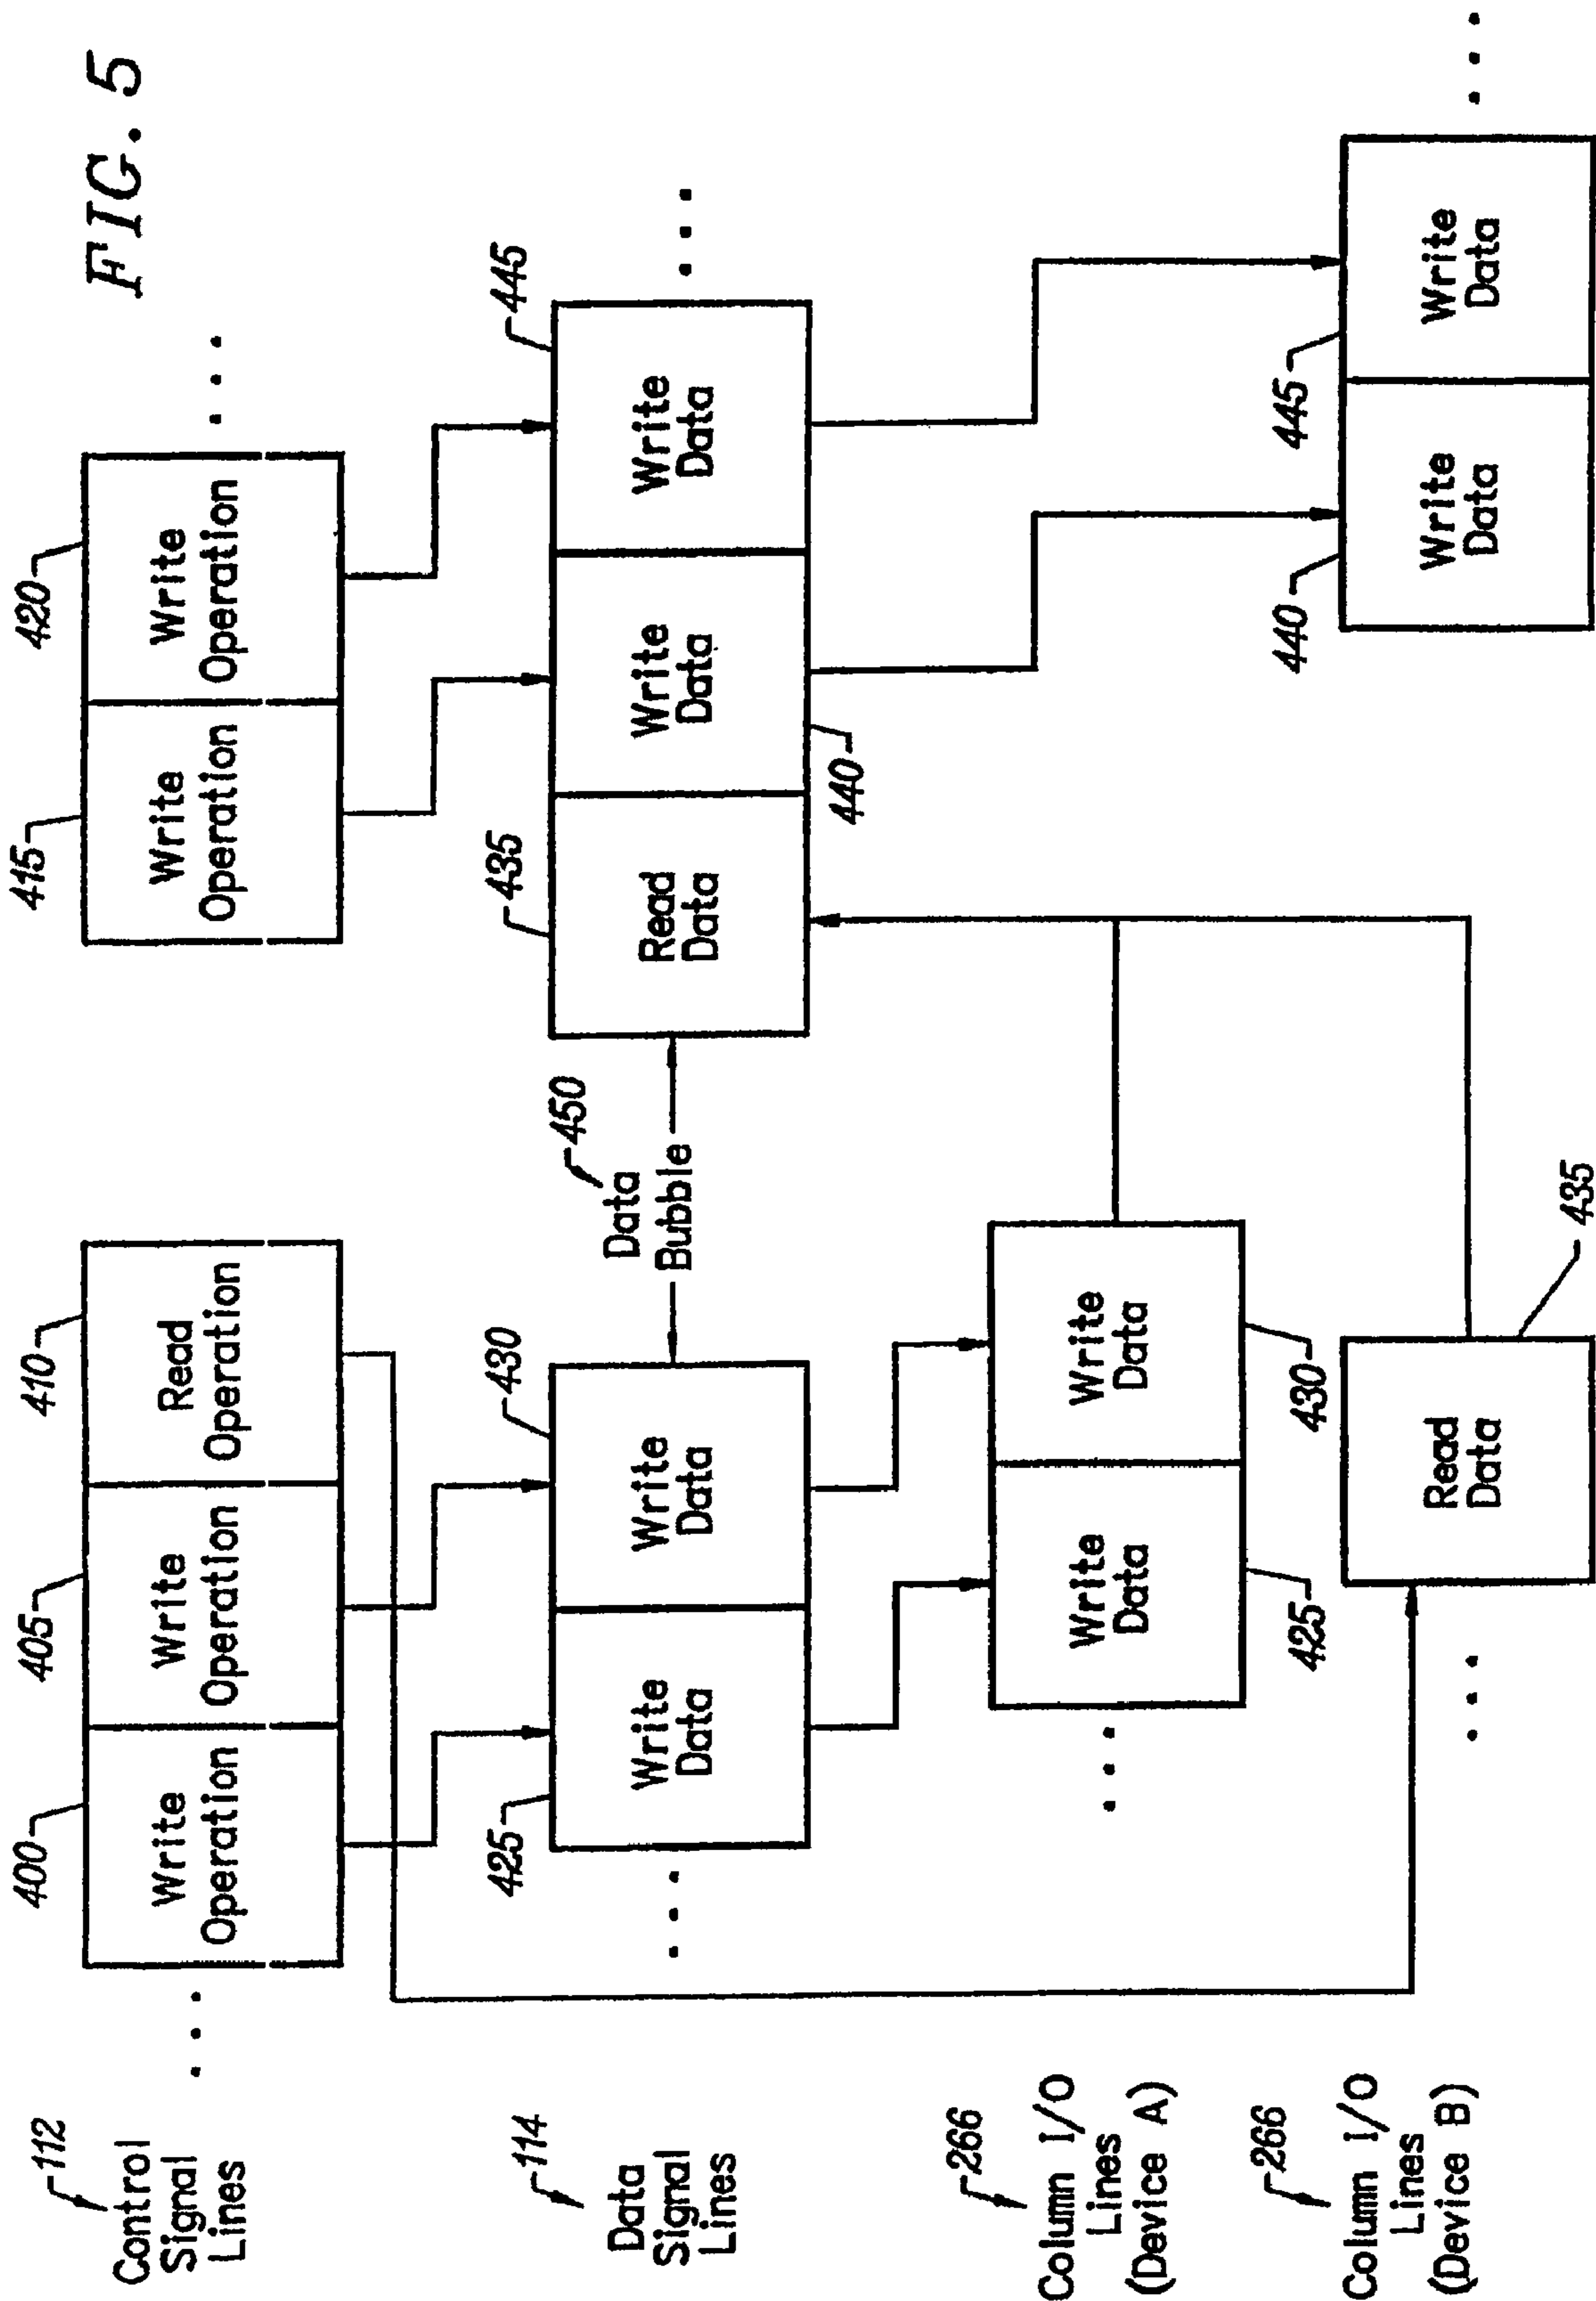 FIG. 5
112
Control
Signal
Lines
. . .
400
Write
Operation
405
Write
Operation
410
Read
Operation
415
Write
Operation
420
Write
Operation
. . .
114
Data
Signal
Lines
. . .
425
Write
Data
430
Write
Data
450
Data
Bubble
435
Read
Data
440
Write
Data
445
Write
Data
. . .
266
Column I/O
Lines
(Device A)
. . .
Write
Data
425
Write
Data
430
266
Column I/O
Lines
(Device B)
. . .
Read
Data
435
440
Write
Data
445
Write
Data
. . .